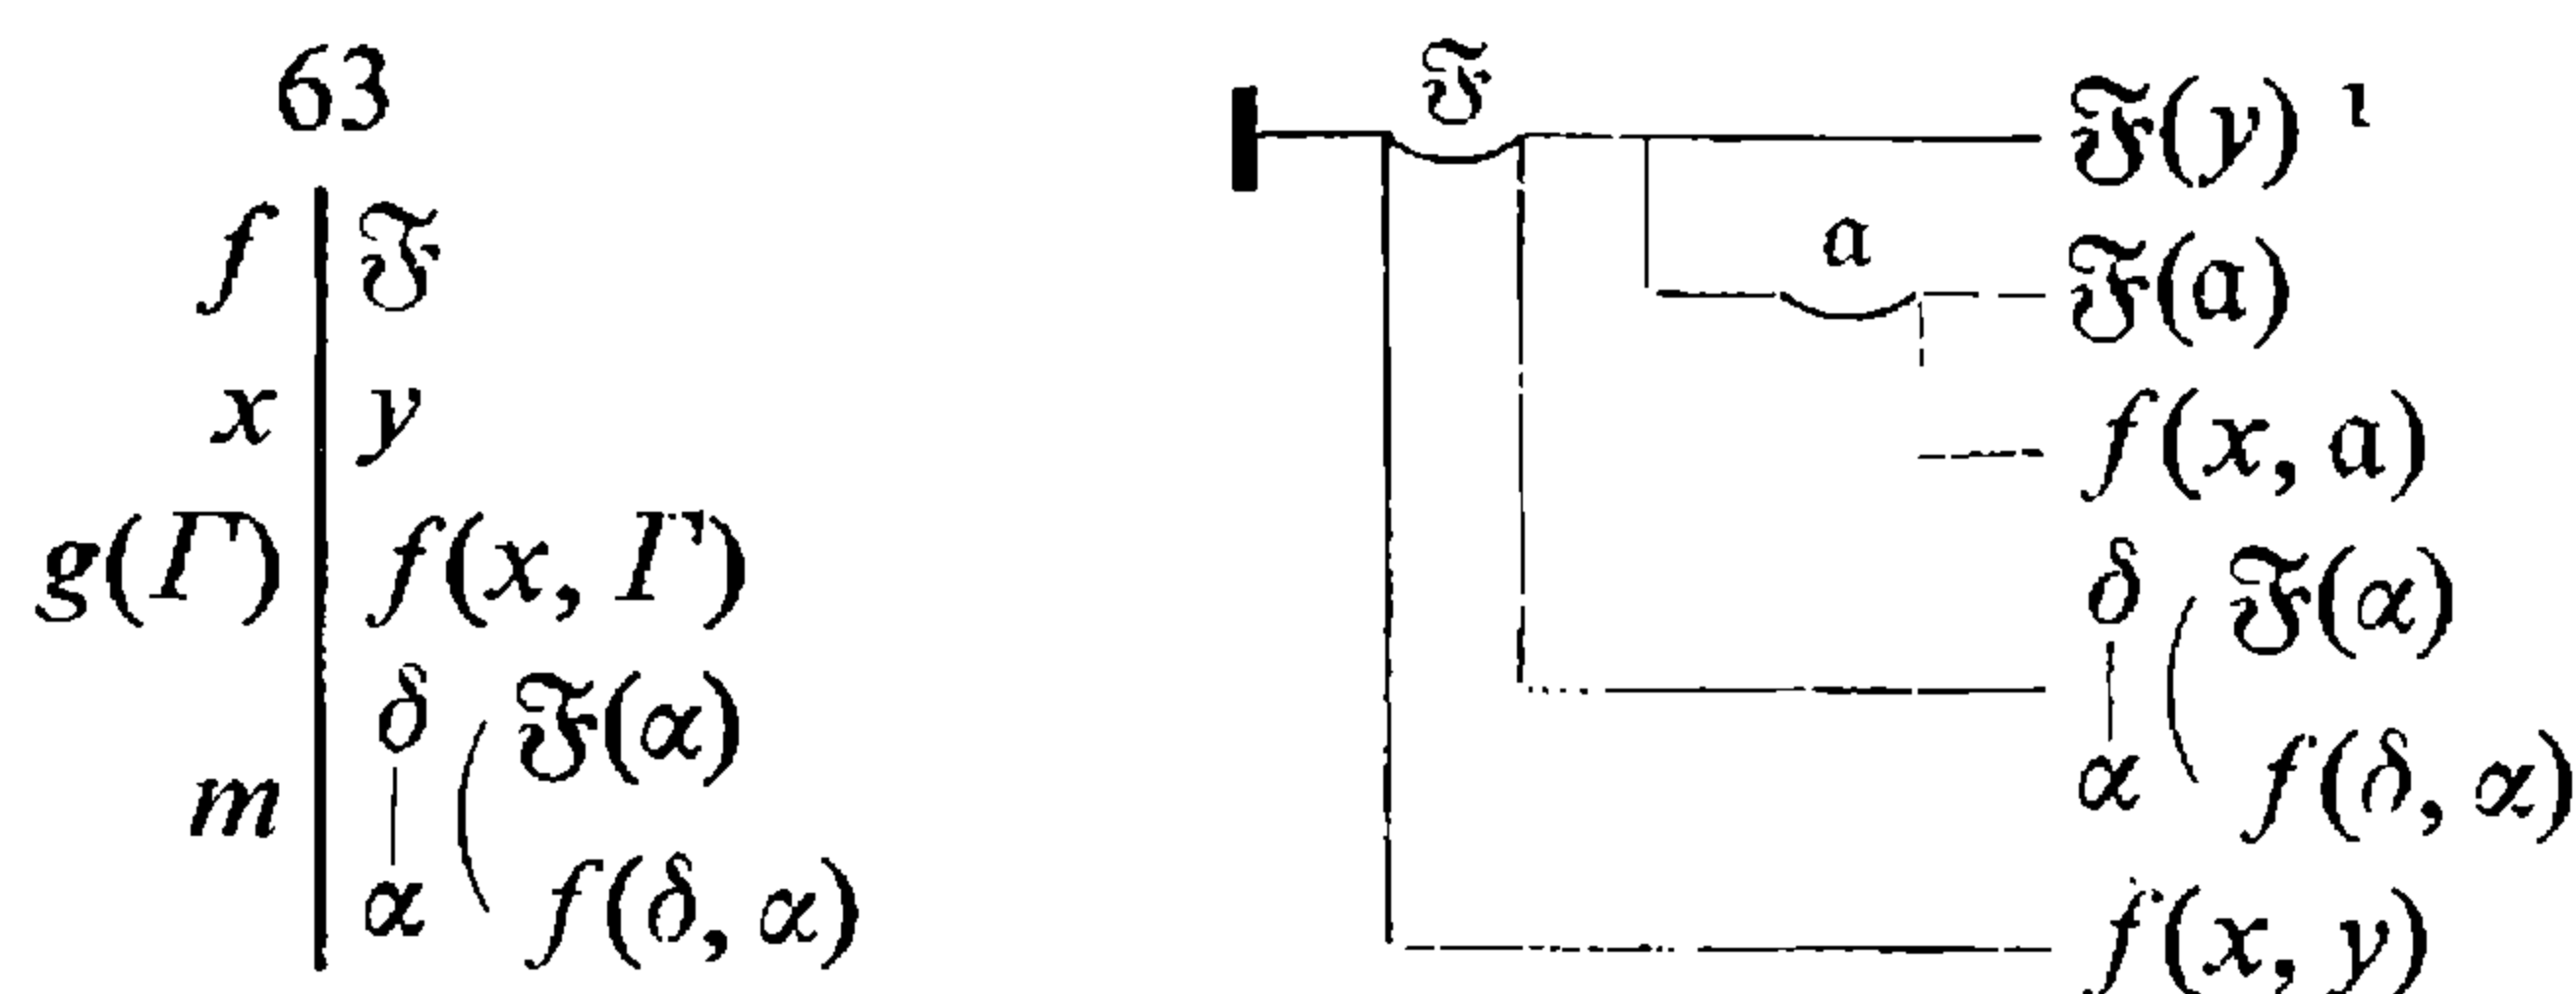 63
f | 𝔉
x | y
g(Γ) | f(x, Γ)
m | δ 𝔉(α)
α ( f(δ, α)
𝔉
𝔉(y) ¹
𝔞
𝔉(𝔞)
f(x, 𝔞)
δ ( 𝔉(α)
α f(δ, α)
f(x, y)